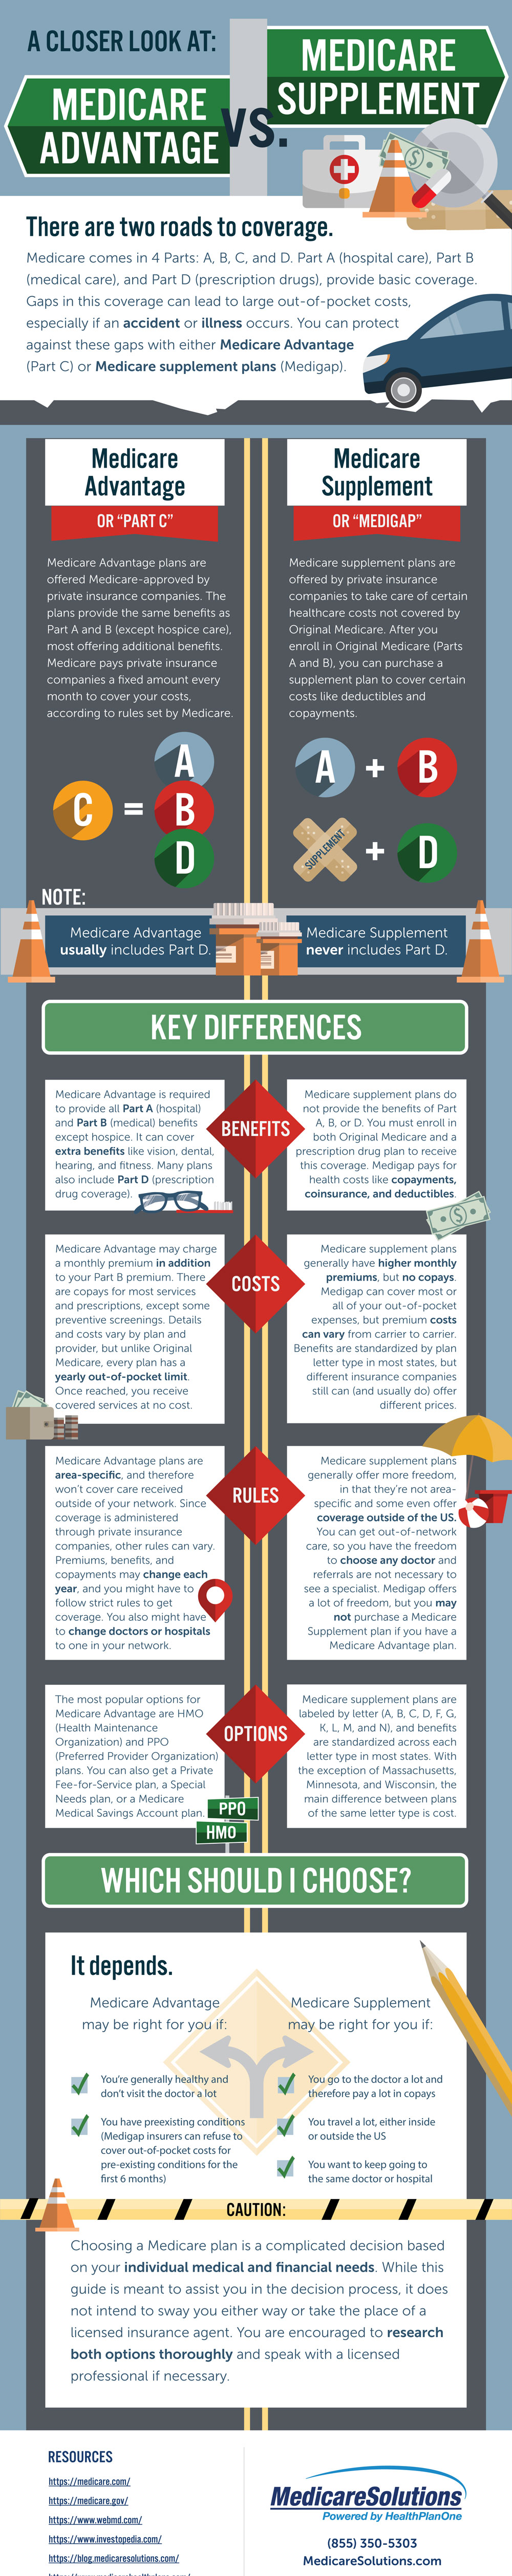 A CLOSER LOOK AT:
MEDICARE
ADVANTAGE
VS.
MEDICARE
SUPPLEMENT
There are two roads to coverage.
Medicare comes in 4 Parts: A, B, C, and D. Part A (hospital care), Part B
(medical care), and Part D (prescription drugs), provide basic coverage.
Gaps in this coverage can lead to large out-of-pocket costs,
especially if an accident or illness occurs. You can protect
against these gaps with either Medicare Advantage
(Part C) or Medicare supplement plans (Medigap).
Medicare
Advantage
OR “PART C”
Medicare Advantage plans are
offered Medicare-approved by
private insurance companies. The
plans provide the same benefits as
Part A and B (except hospice care),
most offering additional benefits.
Medicare pays private insurance
companies a fixed amount every
month to cover your costs,
according to rules set by Medicare.
C = A
B
D
Medicare
Supplement
OR “MEDIGAP”
Medicare supplement plans are
offered by private insurance
companies to take care of certain
healthcare costs not covered by
Original Medicare. After you
enroll in Original Medicare (Parts
A and B), you can purchase a
supplement plan to cover certain
costs like deductibles and
copayments.
A + B
SUPPLEMENT + D
NOTE:
Medicare Advantage
usually includes Part D.
Medicare Supplement
never includes Part D.
KEY DIFFERENCES
BENEFITS
Medicare Advantage is required
to provide all Part A (hospital)
and Part B (medical) benefits
except hospice. It can cover
extra benefits like vision, dental,
hearing, and fitness. Many plans
also include Part D (prescription
drug coverage).
Medicare supplement plans do
not provide the benefits of Part
A, B, or D. You must enroll in
both Original Medicare and a
prescription drug plan to receive
this coverage. Medigap pays for
health costs like copayments,
coinsurance, and deductibles.
COSTS
Medicare Advantage may charge
a monthly premium in addition
to your Part B premium. There
are copays for most services
and prescriptions, except some
preventive screenings. Details
and costs vary by plan and
provider, but unlike Original
Medicare, every plan has a
yearly out-of-pocket limit.
Once reached, you receive
covered services at no cost.
Medicare supplement plans
generally have higher monthly
premiums, but no copays.
Medigap can cover most or
all of your out-of-pocket
expenses, but premium costs
can vary from carrier to carrier.
Benefits are standardized by plan
letter type in most states, but
different insurance companies
still can (and usually do) offer
different prices.
RULES
Medicare Advantage plans are
area-specific, and therefore
won’t cover care received
outside of your network. Since
coverage is administered
through private insurance
companies, other rules can vary.
Premiums, benefits, and
copayments may change each
year, and you might have to
follow strict rules to get
coverage. You also might have
to change doctors or hospitals
to one in your network.
Medicare supplement plans
generally offer more freedom,
in that they’re not area-
specific and some even offer
coverage outside of the US.
You can get out-of-network
care, so you have the freedom
to choose any doctor and
referrals are not necessary to
see a specialist. Medigap offers
a lot of freedom, but you may
not purchase a Medicare
Supplement plan if you have a
Medicare Advantage plan.
OPTIONS
The most popular options for
Medicare Advantage are HMO
(Health Maintenance
Organization) and PPO
(Preferred Provider Organization)
plans. You can also get a Private
Fee-for-Service plan, a Special
Needs plan, or a Medicare
Medical Savings Account plan.
PPO
HMO
Medicare supplement plans are
labeled by letter (A, B, C, D, F, G,
K, L, M, and N), and benefits
are standardized across each
letter type in most states. With
the exception of Massachusetts,
Minnesota, and Wisconsin, the
main difference between plans
of the same letter type is cost.
WHICH SHOULD I CHOOSE?
It depends.
Medicare Advantage
may be right for you if:
You’re generally healthy and
don’t visit the doctor a lot
You have preexisting conditions
(Medigap insurers can refuse to
cover out-of-pocket costs for
pre-existing conditions for the
first 6 months)
Medicare Supplement
may be right for you if:
You go to the doctor a lot and
therefore pay a lot in copays
You travel a lot, either inside
or outside the US
You want to keep going to
the same doctor or hospital
CAUTION:
Choosing a Medicare plan is a complicated decision based
on your individual medical and financial needs. While this
guide is meant to assist you in the decision process, it does
not intend to sway you either way or take the place of a
licensed insurance agent. You are encouraged to research
both options thoroughly and speak with a licensed
professional if necessary.
RESOURCES
https://medicare.com/
https://medicare.gov/
https://www.webmd.com/
https://www.investopedia.com/
https://blog.medicaresolutions.com/
MedicareSolutions
Powered by HealthPlanOne
(855) 350-5303
MedicareSolutions.com